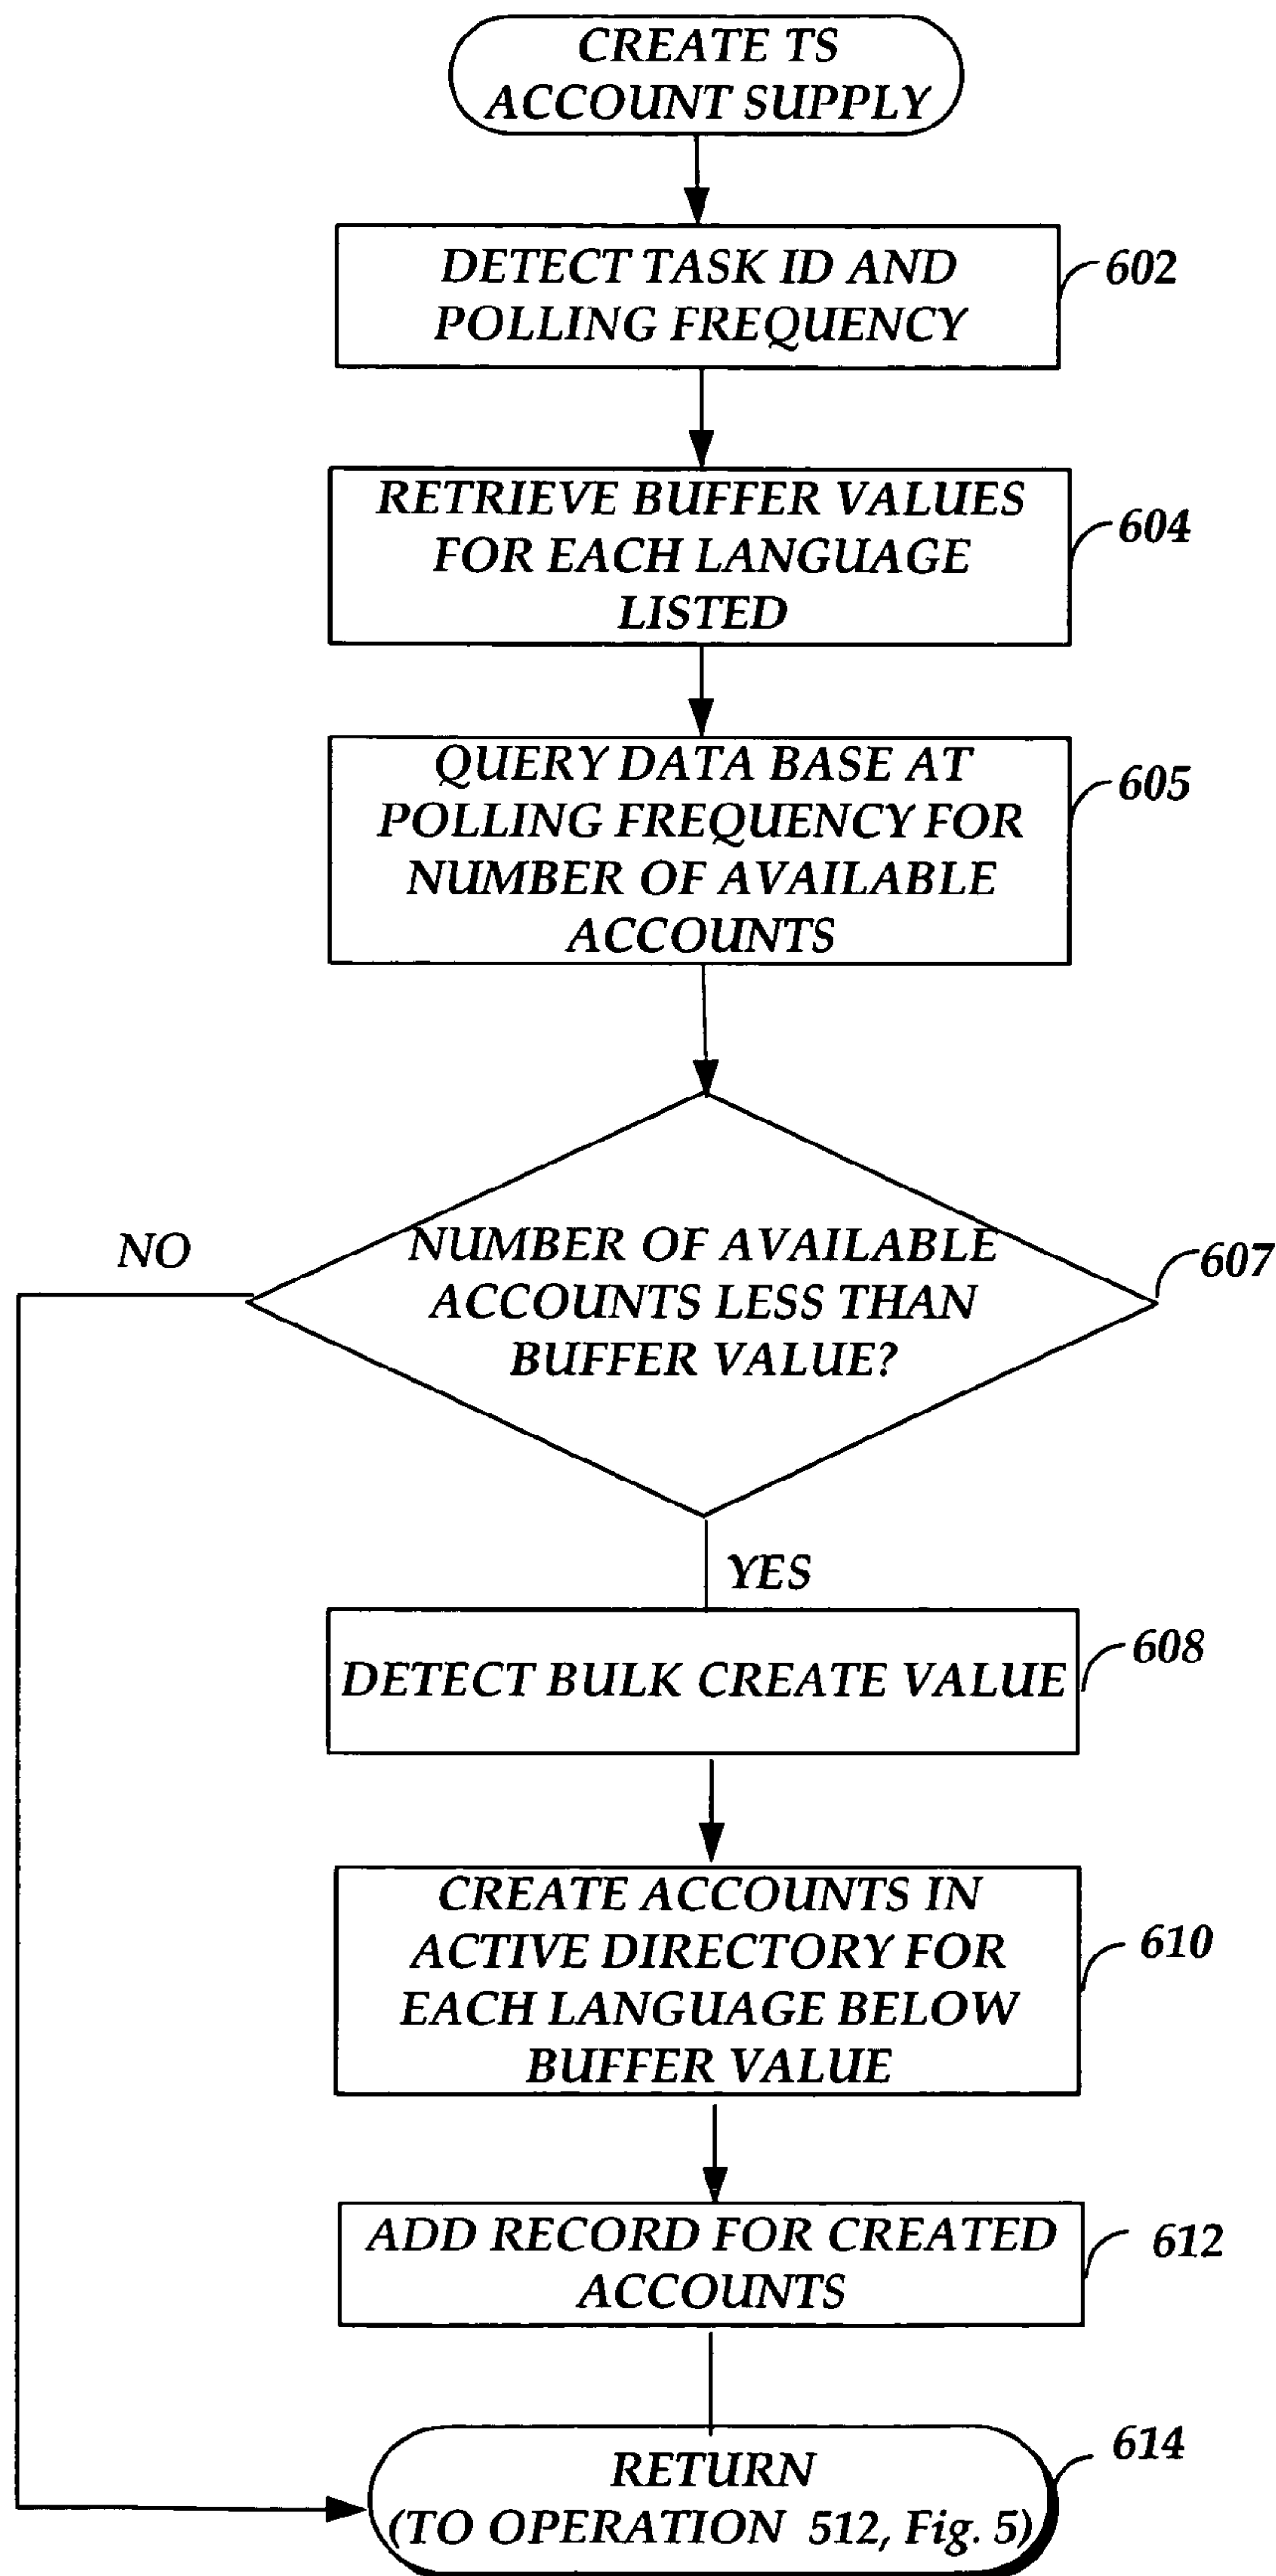 CREATE TS
ACCOUNT SUPPLY
DETECT TASK ID AND
POLLING FREQUENCY
602
RETRIEVE BUFFER VALUES
FOR EACH LANGUAGE
LISTED
604
QUERY DATA BASE AT
POLLING FREQUENCY FOR
NUMBER OF AVAILABLE
ACCOUNTS
605
NO
NUMBER OF AVAILABLE
ACCOUNTS LESS THAN
BUFFER VALUE?
607
YES
DETECT BULK CREATE VALUE
608
CREATE ACCOUNTS IN
ACTIVE DIRECTORY FOR
EACH LANGUAGE BELOW
BUFFER VALUE
610
ADD RECORD FOR CREATED
ACCOUNTS
612
RETURN
(TO OPERATION 512, Fig. 5)
614